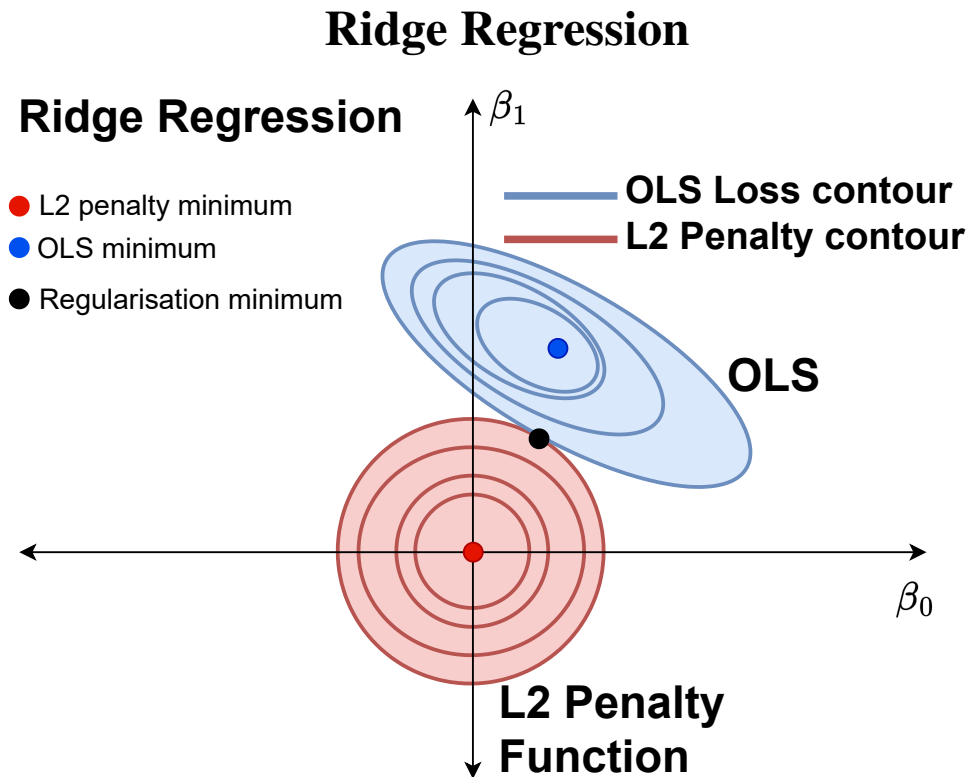 Ridge Regression
Ridge Regression
β₁
L2 penalty minimum
OLS minimum
Regularisation minimum
OLS Loss contour
L2 Penalty contour
OLS
β₀
L2 Penalty
Function